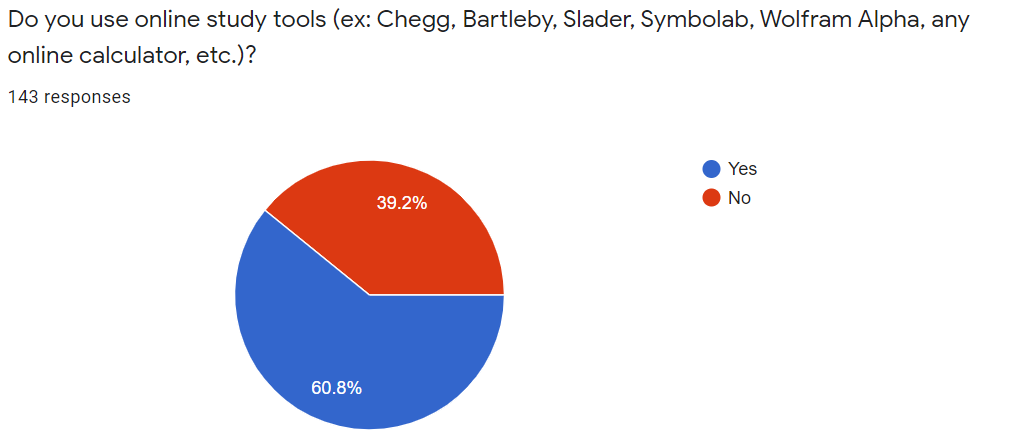 Do you use online study tools (ex: Chegg, Bartleby, Slader, Symbolab, Wolfram Alpha, any
online calculator, etc.)?
143 responses
Yes
No
39.2%
60.8%